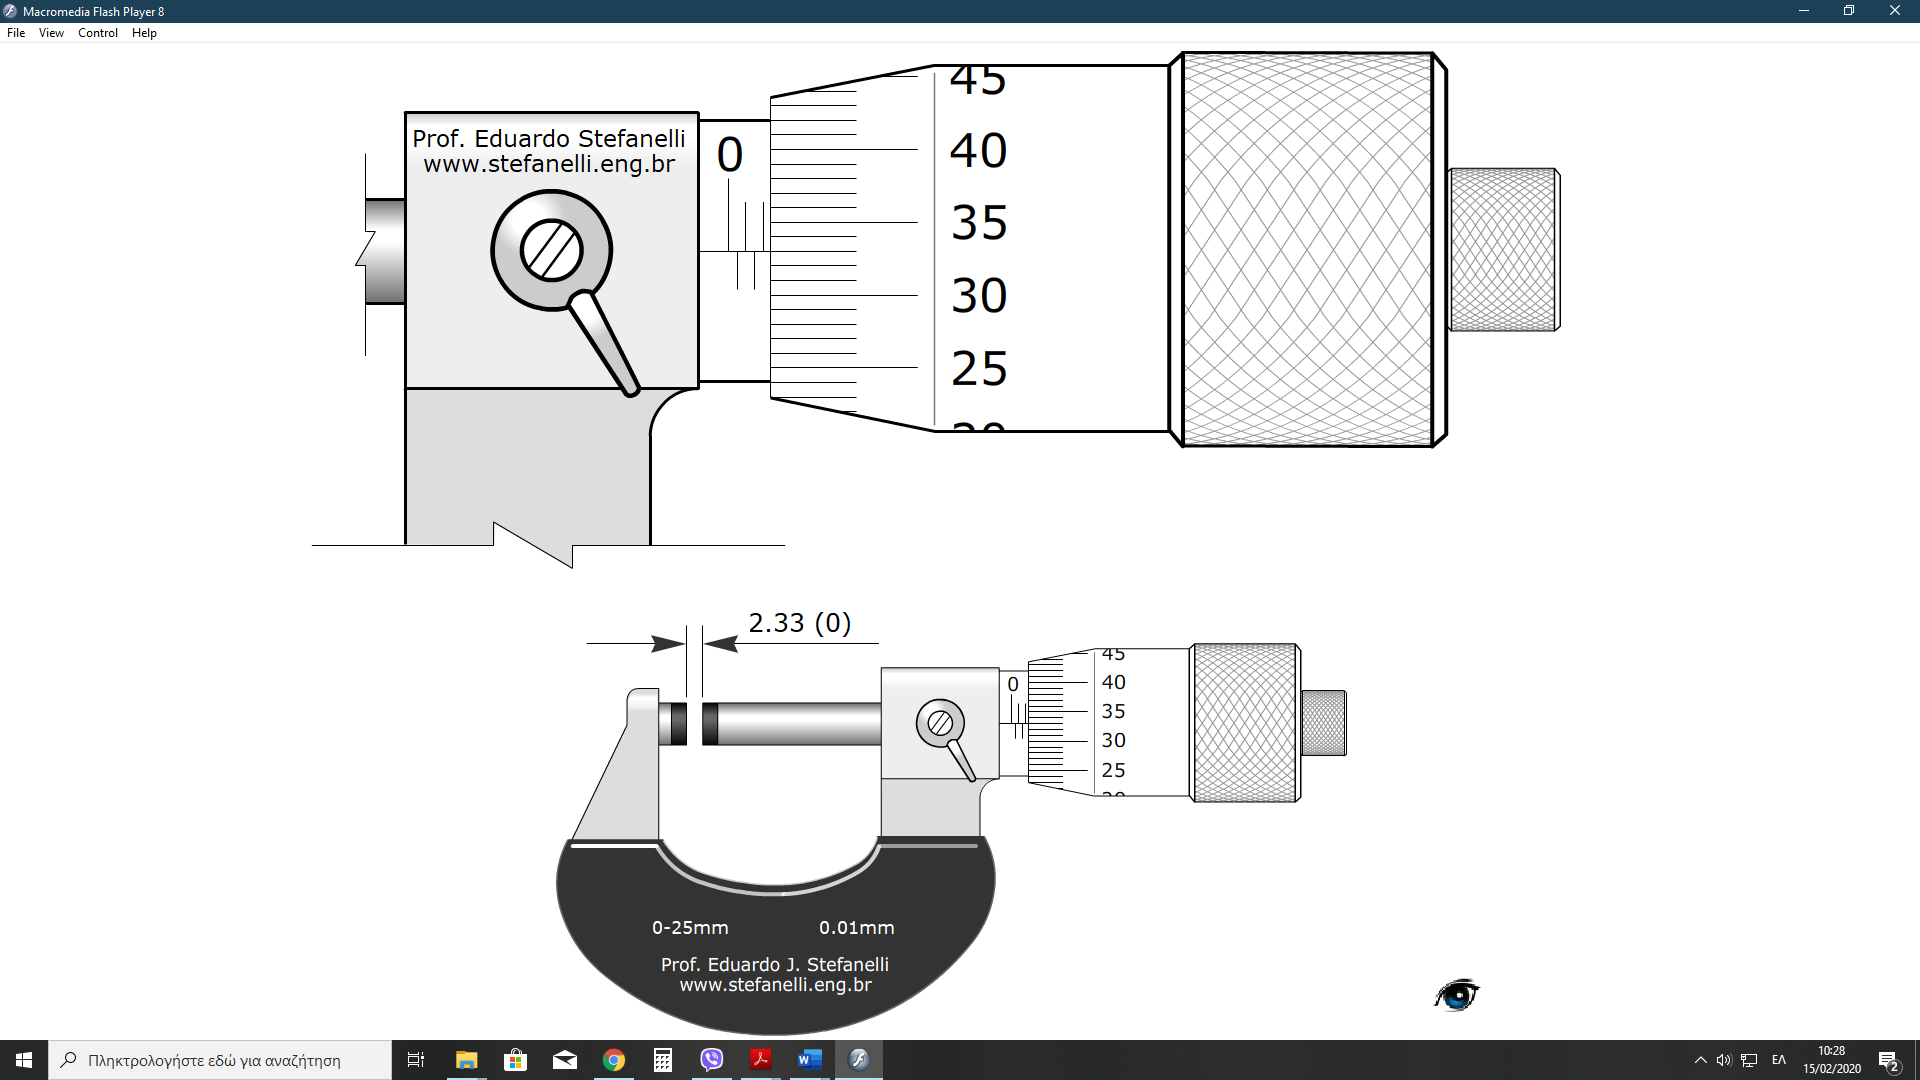 Macromedia Flash Player 8
File View Control Help
Prof. Eduardo Stefanelli
www.stefanelli.eng.br
0
45
40
35
30
25
20
2.33 (0)
0
45
40
35
30
25
20
0-25mm 0.01mm
Prof. Eduardo J. Stefanelli
www.stefanelli.eng.br
Πληκτρολογήστε εδώ για αναζήτηση
ΕΛ
10:28
15/02/2020
2